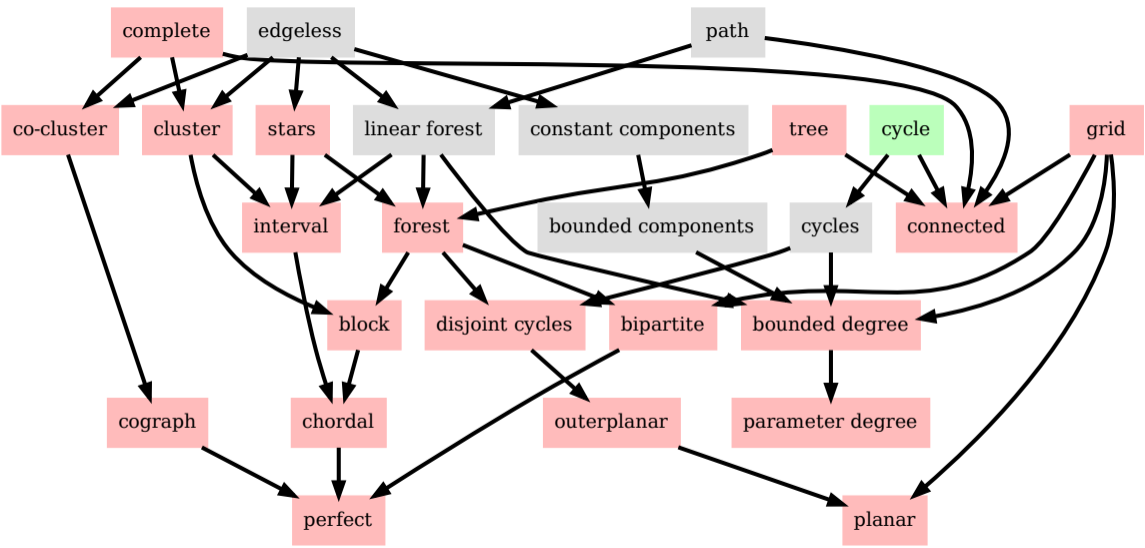 complete
edgeless
path
co-cluster
cluster
stars
linear forest
constant components
tree
cycle
grid
interval
forest
bounded components
cycles
connected
block
disjoint cycles
bipartite
bounded degree
cograph
chordal
outerplanar
parameter degree
perfect
planar